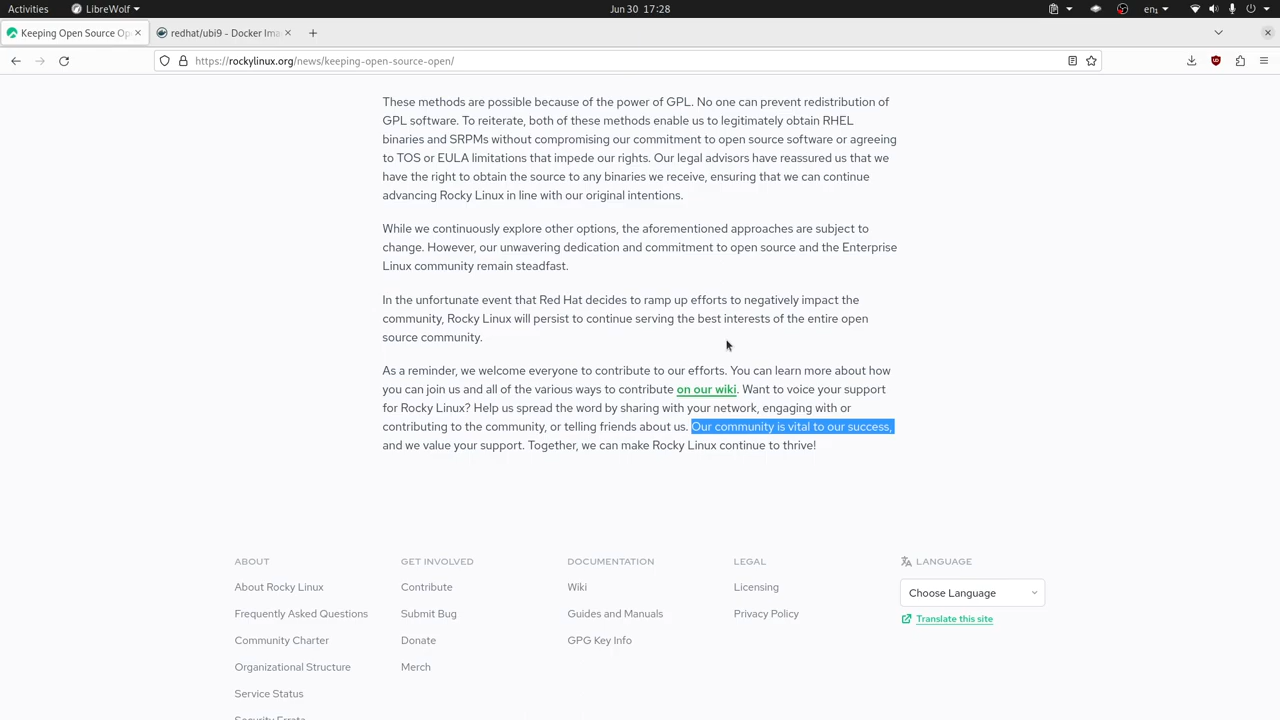 Activities
LibreWolf
Jun 30 17:28
en₁
Keeping Open Source Op
redhat/ubi9 - Docker Ima
https://rockylinux.org/news/keeping-open-source-open/
These methods are possible because of the power of GPL. No one can prevent redistribution of
GPL software. To reiterate, both of these methods enable us to legitimately obtain RHEL
binaries and SRPMs without compromising our commitment to open source software or agreeing
to TOS or EULA limitations that impede our rights. Our legal advisors have reassured us that we
have the right to obtain the source to any binaries we receive, ensuring that we can continue
advancing Rocky Linux in line with our original intentions.
While we continuously explore other options, the aforementioned approaches are subject to
change. However, our unwavering dedication and commitment to open source and the Enterprise
Linux community remain steadfast.
In the unfortunate event that Red Hat decides to ramp up efforts to negatively impact the
community, Rocky Linux will persist to continue serving the best interests of the entire open
source community.
As a reminder, we welcome everyone to contribute to our efforts. You can learn more about how
you can join us and all of the various ways to contribute on our wiki. Want to voice your support
for Rocky Linux? Help us spread the word by sharing with your network, engaging with or
contributing to the community, or telling friends about us. Our community is vital to our success,
and we value your support. Together, we can make Rocky Linux continue to thrive!
ABOUT
About Rocky Linux
Frequently Asked Questions
Community Charter
Organizational Structure
Service Status
Security Errata
GET INVOLVED
Contribute
Submit Bug
Donate
Merch
DOCUMENTATION
Wiki
Guides and Manuals
GPG Key Info
LEGAL
Licensing
Privacy Policy
LANGUAGE
Choose Language
Translate this site